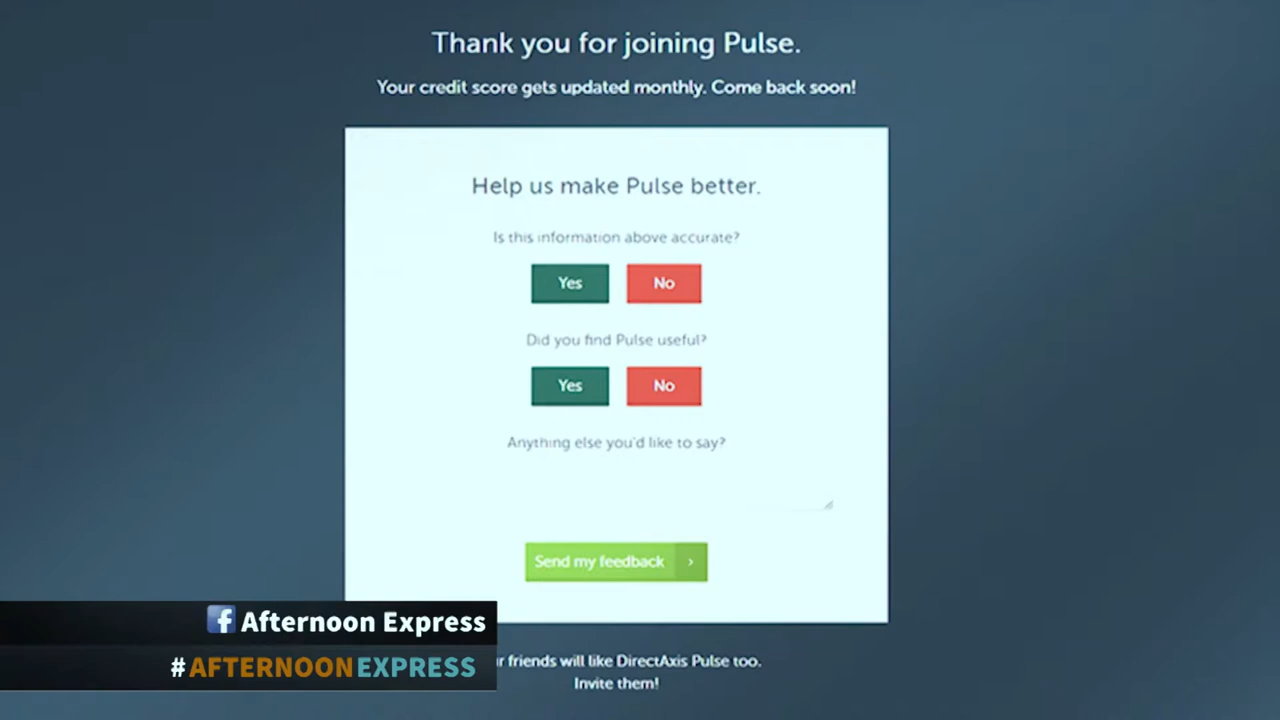 Thank you for joining Pulse.
Your credit score gets updated monthly. Come back soon!
Help us make Pulse better.
Is this information above accurate?
Yes No
Did you find Pulse useful?
Yes No
Anything else you'd like to say?
Send my feedback ›
f Afternoon Express
#AFTERNOONEXPRESS
friends will like DirectAxis Pulse too.
Invite them!